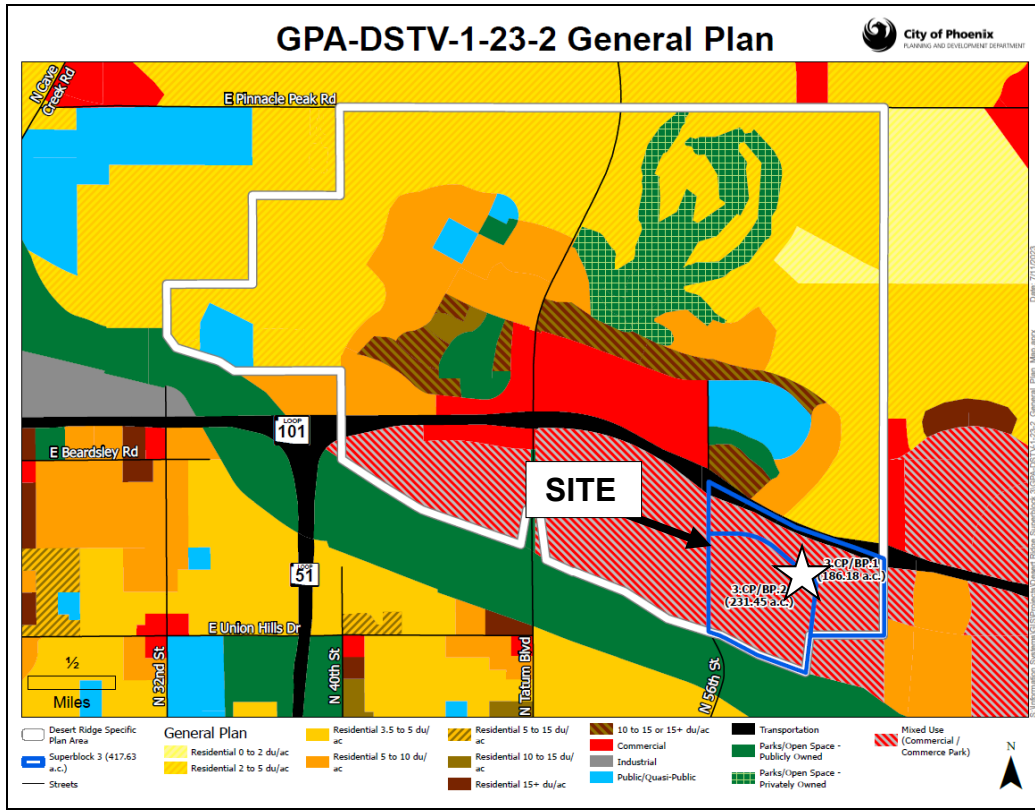 GPA-DSTV-1-23-2 General Plan
City of Phoenix
PLANNING AND DEVELOPMENT DEPARTMENT
N Cave
Creek Rd
E Pinnacle Peak Rd
LOOP
101
E Beardsley Rd
SITE
3.CP/BP.1
(186.18 a.c.)
3.CP/BP.2
(231.45 a.c.)
LOOP
51
E Union Hills Dr
½
Miles
N 32nd St
N 40th St
N Tatum Blvd
N 56th St
Date: 7/11/2023
Desert Ridge Specific
Plan Area
Superblock 3 (417.63
a.c.)
Streets
General Plan
Residential 0 to 2 du/ac
Residential 2 to 5 du/ac
Residential 3.5 to 5 du/
ac
Residential 5 to 10 du/
ac
Residential 5 to 15 du/
ac
Residential 10 to 15 du/
ac
Residential 15+ du/ac
10 to 15 or 15+ du/ac
Commercial
Industrial
Public/Quasi-Public
Transportation
Parks/Open Space -
Publicly Owned
Parks/Open Space -
Privately Owned
Mixed Use
(Commercial /
Commerce Park)
N